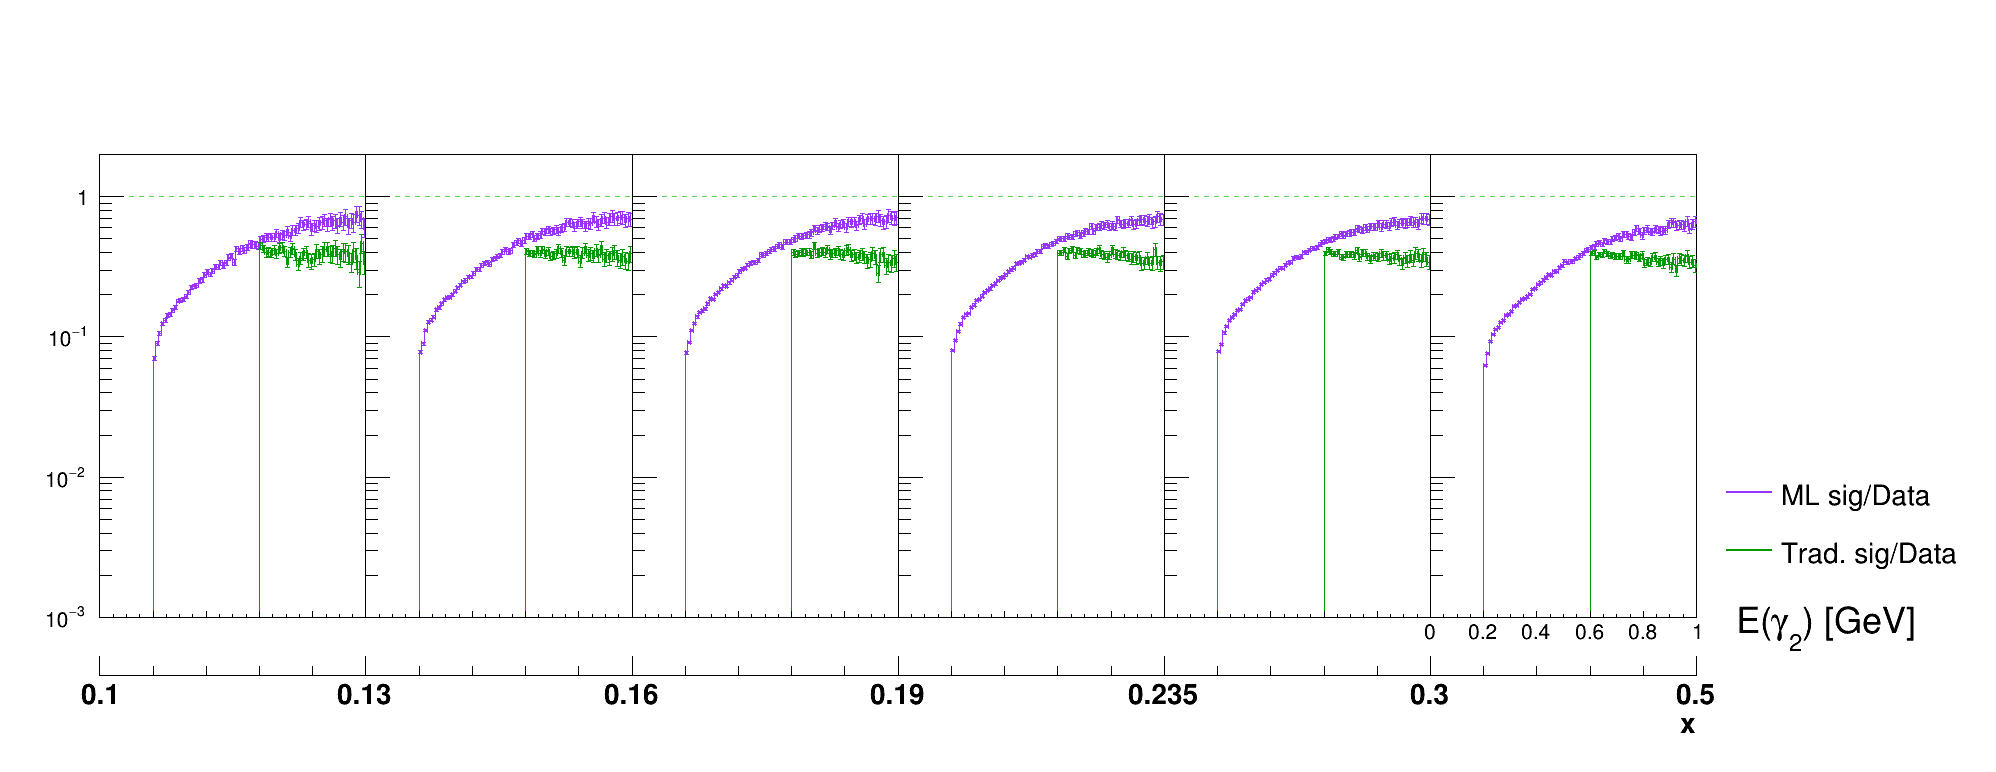 1
10⁻¹
10⁻²
10⁻³
ML sig/Data
Trad. sig/Data
E(γ₂) [GeV]
0 0.2 0.4 0.6 0.8 1
0.1 0.13 0.16 0.19 0.235 0.3 0.5
x